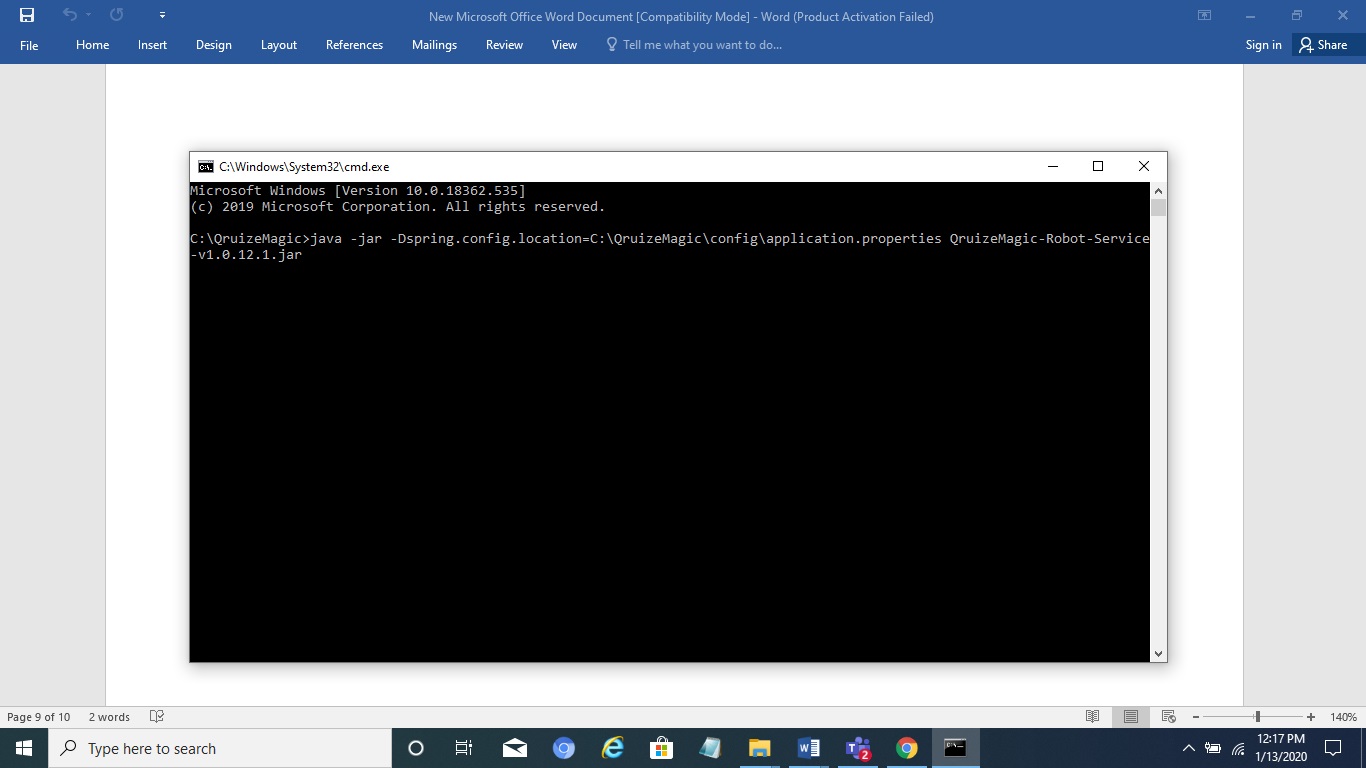 New Microsoft Office Word Document [Compatibility Mode] - Word (Product Activation Failed)
File Home Insert Design Layout References Mailings Review View Tell me what you want to do... Sign in Share
C:\Windows\System32\cmd.exe
Microsoft Windows [Version 10.0.18362.535]
(c) 2019 Microsoft Corporation. All rights reserved.
C:\QruizeMagic>java -jar -Dspring.config.location=C:\QruizeMagic\config\application.properties QruizeMagic-Robot-Service
-v1.0.12.1.jar
Page 9 of 10 2 words 140%
Type here to search 2 12:17 PM
1/13/2020